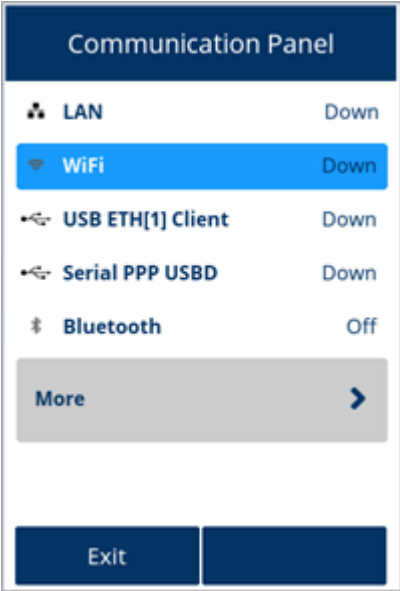 Communication Panel
LAN Down
WiFi Down
USB ETH[1] Client Down
Serial PPP USBD Down
Bluetooth Off
More
Exit